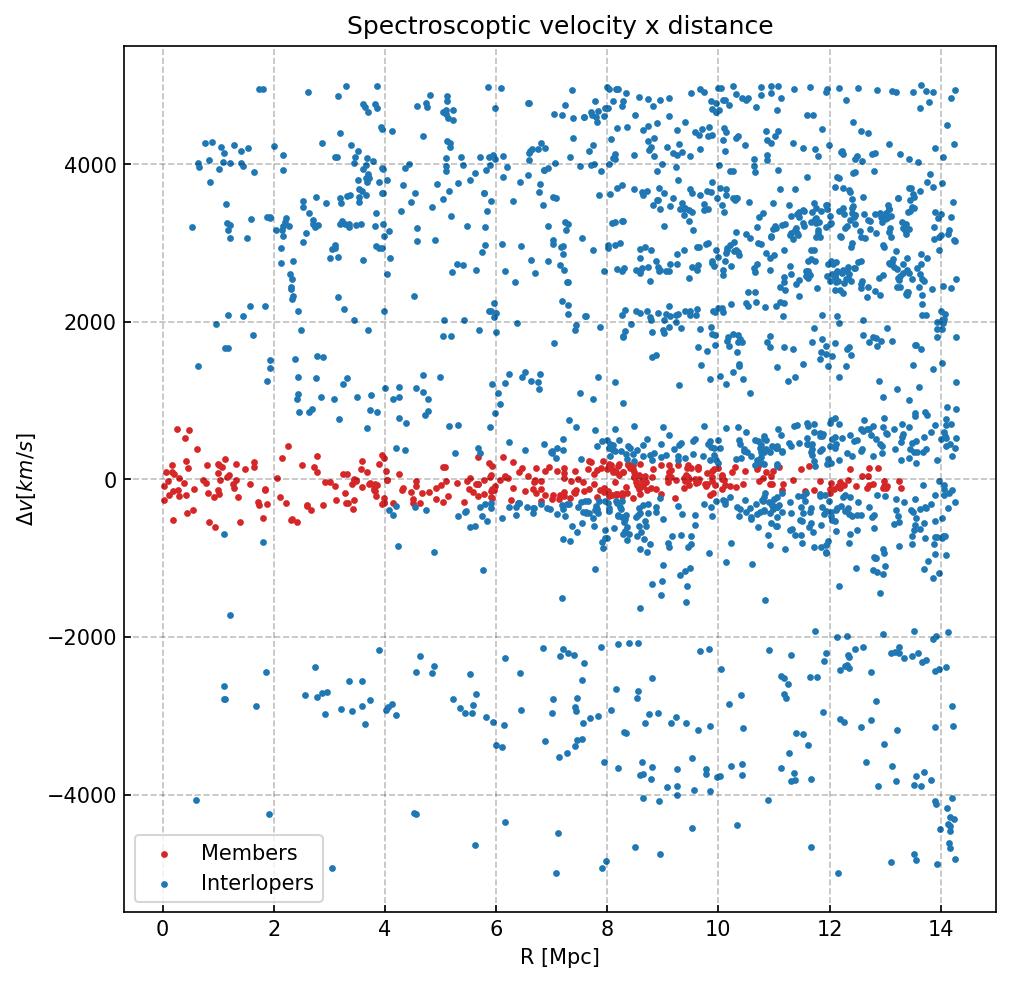 Spectroscoptic velocity x distance
Δv[km/s]
4000
2000
0
−2000
−4000
Members
Interlopers
0 2 4 6 8 10 12 14
R [Mpc]